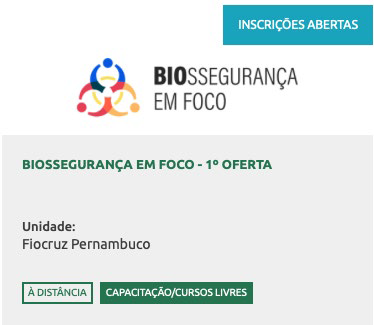 INSCRIÇÕES ABERTAS
BIOSSEGURANÇA
EM FOCO
BIOSSEGURANÇA EM FOCO - 1º OFERTA
Unidade:
Fiocruz Pernambuco
À DISTÂNCIA
CAPACITAÇÃO/CURSOS LIVRES